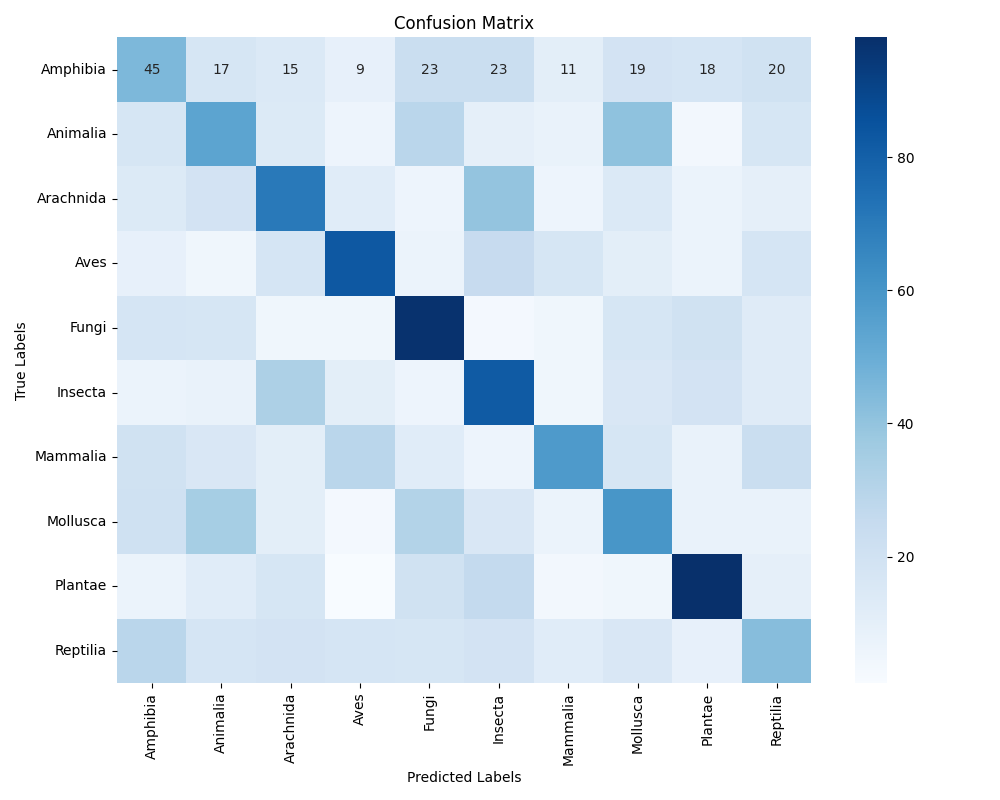 Confusion Matrix
Amphibia 45 17 15 9 23 23 11 19 18 20
Animalia
Arachnida
Aves
Fungi
Insecta
Mammalia
Mollusca
Plantae
Reptilia
True Labels
Amphibia Animalia Arachnida Aves Fungi Insecta Mammalia Mollusca Plantae Reptilia
Predicted Labels
80
60
40
20